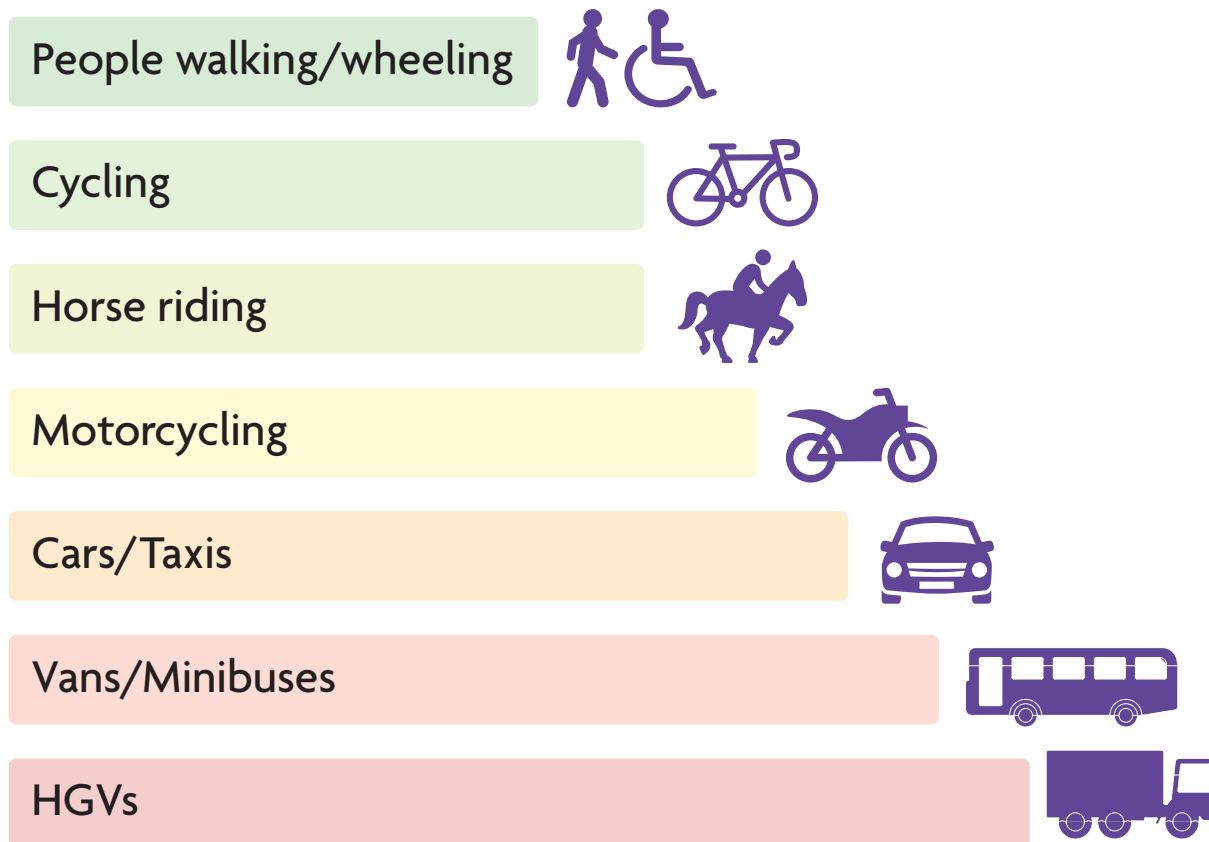 People walking/wheeling
Cycling
Horse riding
Motorcycling
Cars/Taxis
Vans/Minibuses
HGVs